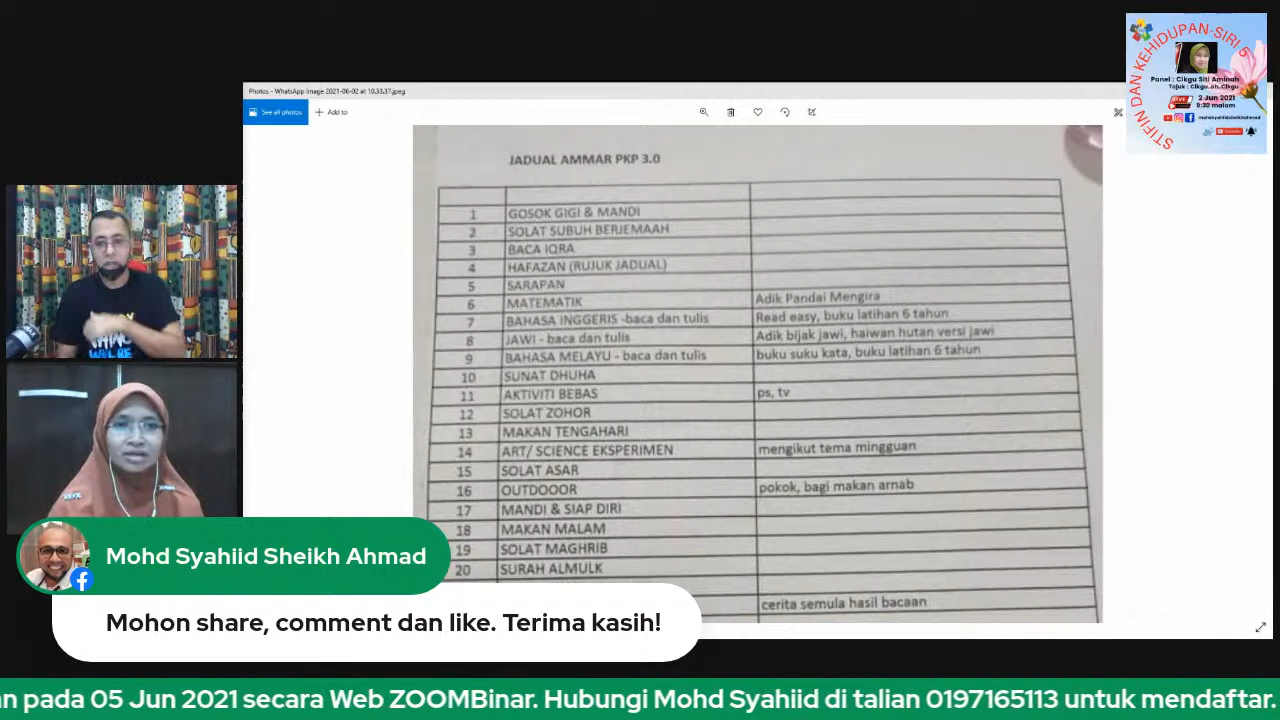 STIFIN DAN KEHIDUPAN-SIRI 5
Panel : Cikgu Siti Aminah
Tajuk : Cikgu..oh..Cikgu
LIVE
2 Jun 2021
9:30 malam
mohdsyahiidsheikhahmad
Photos - WhatsApp Image 2021-06-02 at 10.33.37.jpeg
See all photos
Add to
JADUAL AMMAR PKP 3.0
1 GOSOK GIGI & MANDI
2 SOLAT SUBUH BERJEMAAH
3 BACA IQRA
4 HAFAZAN (RUJUK JADUAL)
5 SARAPAN
6 MATEMATIK Adik Pandai Mengira
7 BAHASA INGGERIS -baca dan tulis Read easy, buku latihan 6 tahun
8 JAWI - baca dan tulis Adik bijak jawi, haiwan hutan versi jawi
9 BAHASA MELAYU - baca dan tulis buku suku kata, buku latihan 6 tahun
10 SUNAT DHUHA
11 AKTIVITI BEBAS ps, tv
12 SOLAT ZOHOR
13 MAKAN TENGAHARI
14 ART/ SCIENCE EKSPERIMEN mengikut tema mingguan
15 SOLAT ASAR
16 OUTDOOOR pokok, bagi makan arnab
17 MANDI & SIAP DIRI
18 MAKAN MALAM
19 SOLAT MAGHRIB
20 SURAH ALMULK
cerita semula hasil bacaan
Mohd Syahiid Sheikh Ahmad
Mohon share, comment dan like. Terima kasih!
pada 05 Jun 2021 secara Web ZOOMBinar. Hubungi Mohd Syahiid di talian 0197165113 untuk mendaftar.